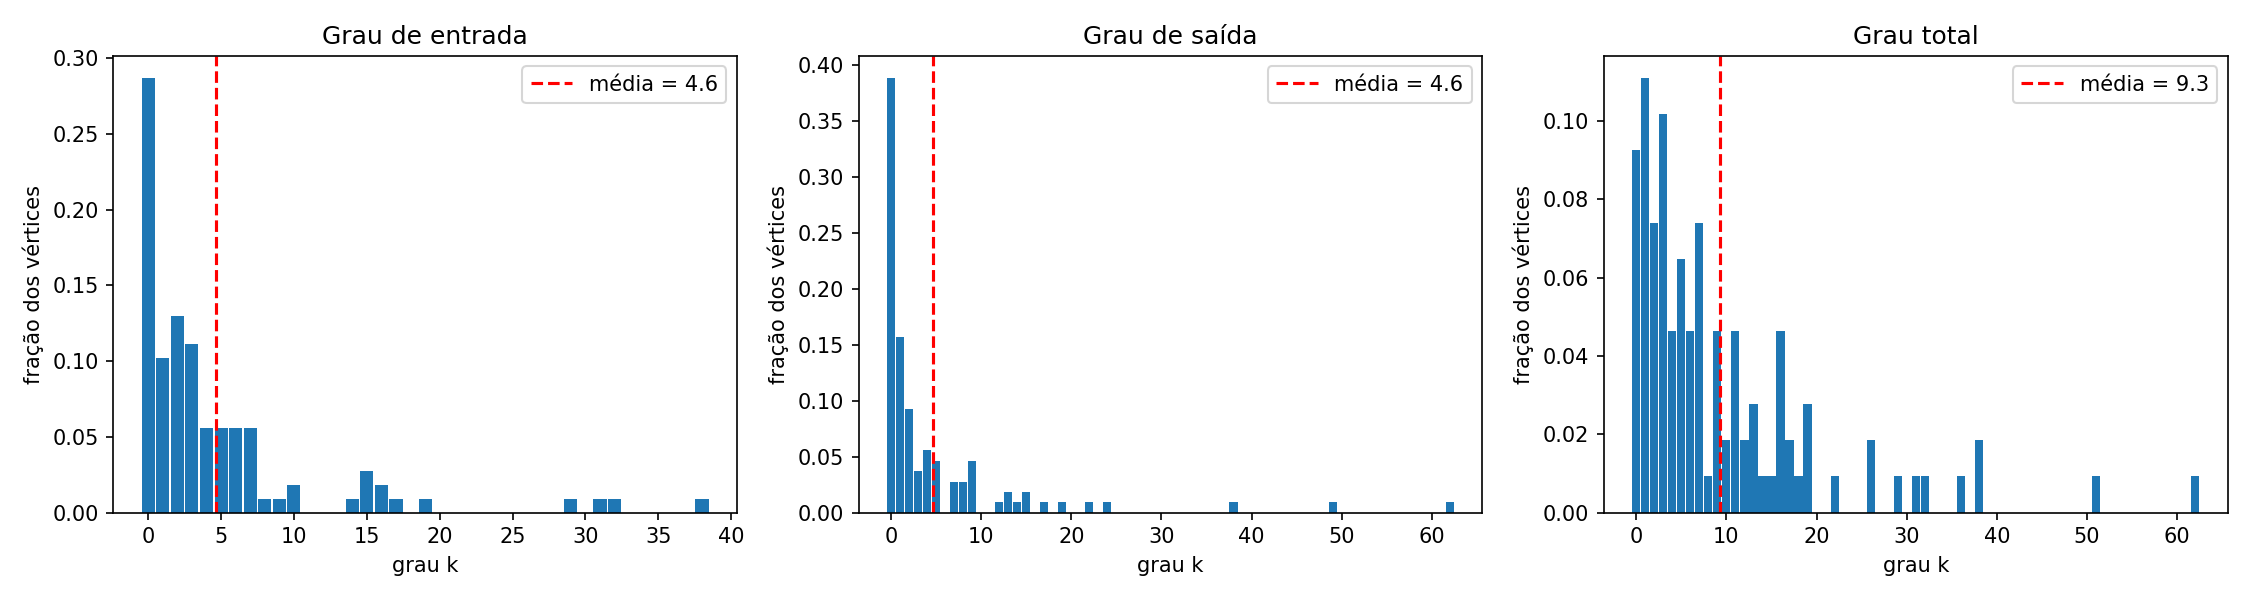 Grau de entrada
média = 4.6
fração dos vértices
0.30
0.25
0.20
0.15
0.10
0.05
0.00
0 5 10 15 20 25 30 35 40
grau k
Grau de saída
média = 4.6
fração dos vértices
0.40
0.35
0.30
0.25
0.20
0.15
0.10
0.05
0.00
0 10 20 30 40 50 60
grau k
Grau total
média = 9.3
fração dos vértices
0.10
0.08
0.06
0.04
0.02
0.00
0 10 20 30 40 50 60
grau k